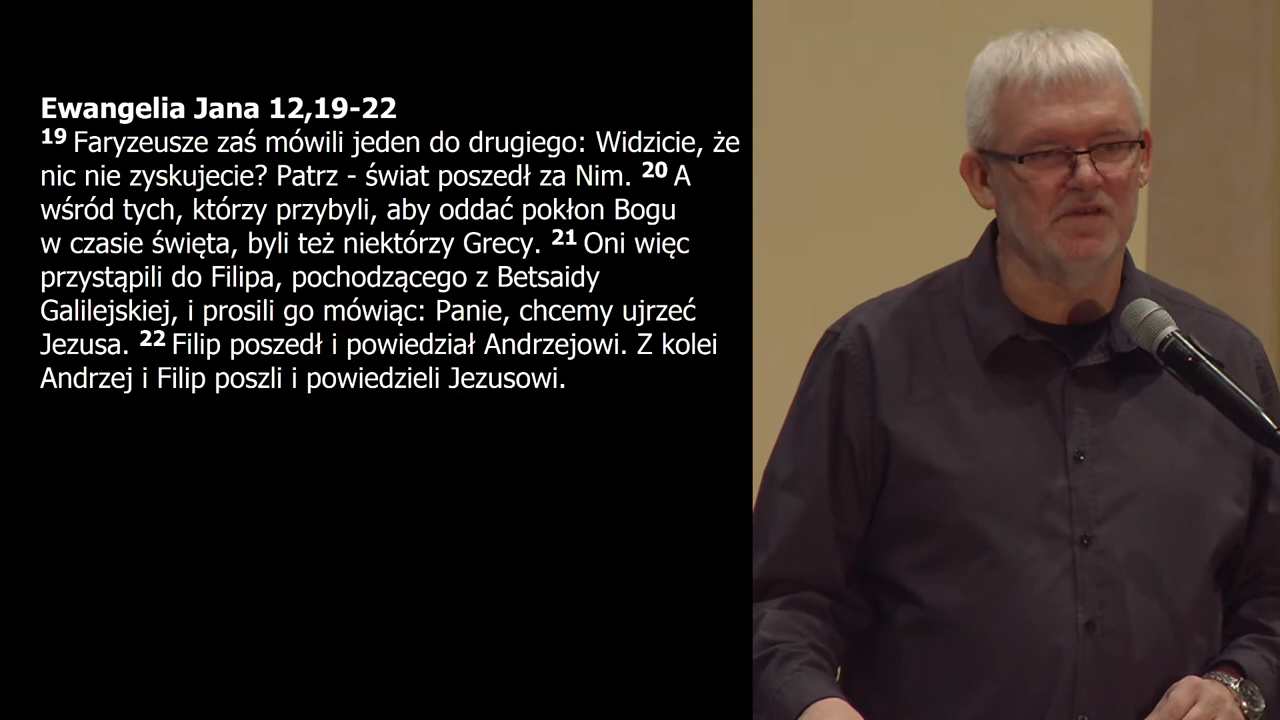 Ewangelia Jana 12,19-22
19 Faryzeusze zaś mówili jeden do drugiego: Widzicie, że
nic nie zyskujecie? Patrz - świat poszedł za Nim. 20 A
wśród tych, którzy przybyli, aby oddać pokłon Bogu
w czasie święta, byli też niektórzy Grecy. 21 Oni więc
przystąpili do Filipa, pochodzącego z Betsaidy
Galilejskiej, i prosili go mówiąc: Panie, chcemy ujrzeć
Jezusa. 22 Filip poszedł i powiedział Andrzejowi. Z kolei
Andrzej i Filip poszli i powiedzieli Jezusowi.